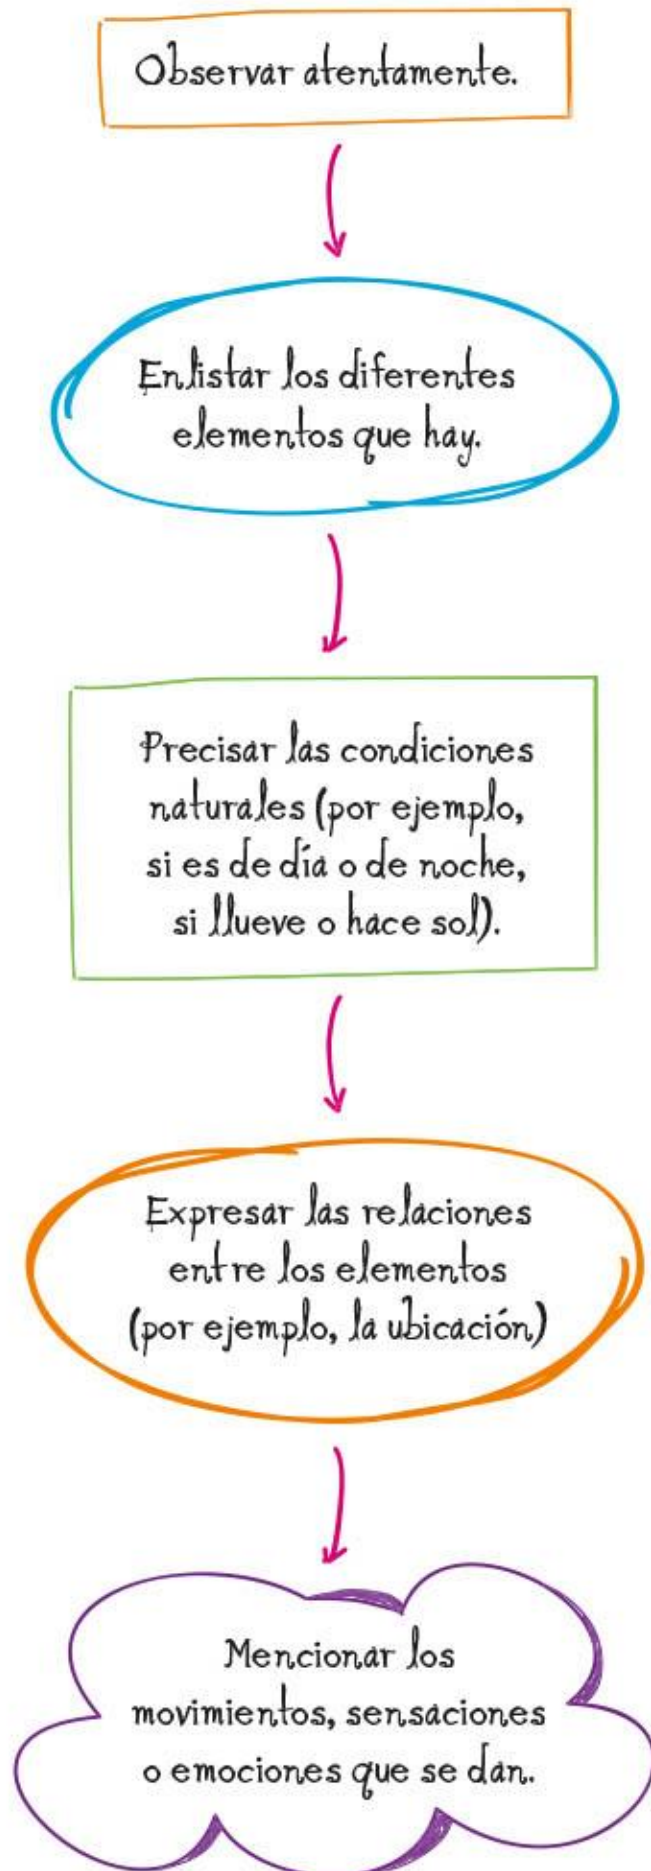 Observar atentamente.
Enlistar los diferentes
elementos que hay.
Precisar las condiciones
naturales (por ejemplo,
si es de día o de noche,
si llueve o hace sol).
Expresar las relaciones
entre los elementos
(por ejemplo, la ubicación)
Mencionar los
movimientos, sensaciones
o emociones que se dan.